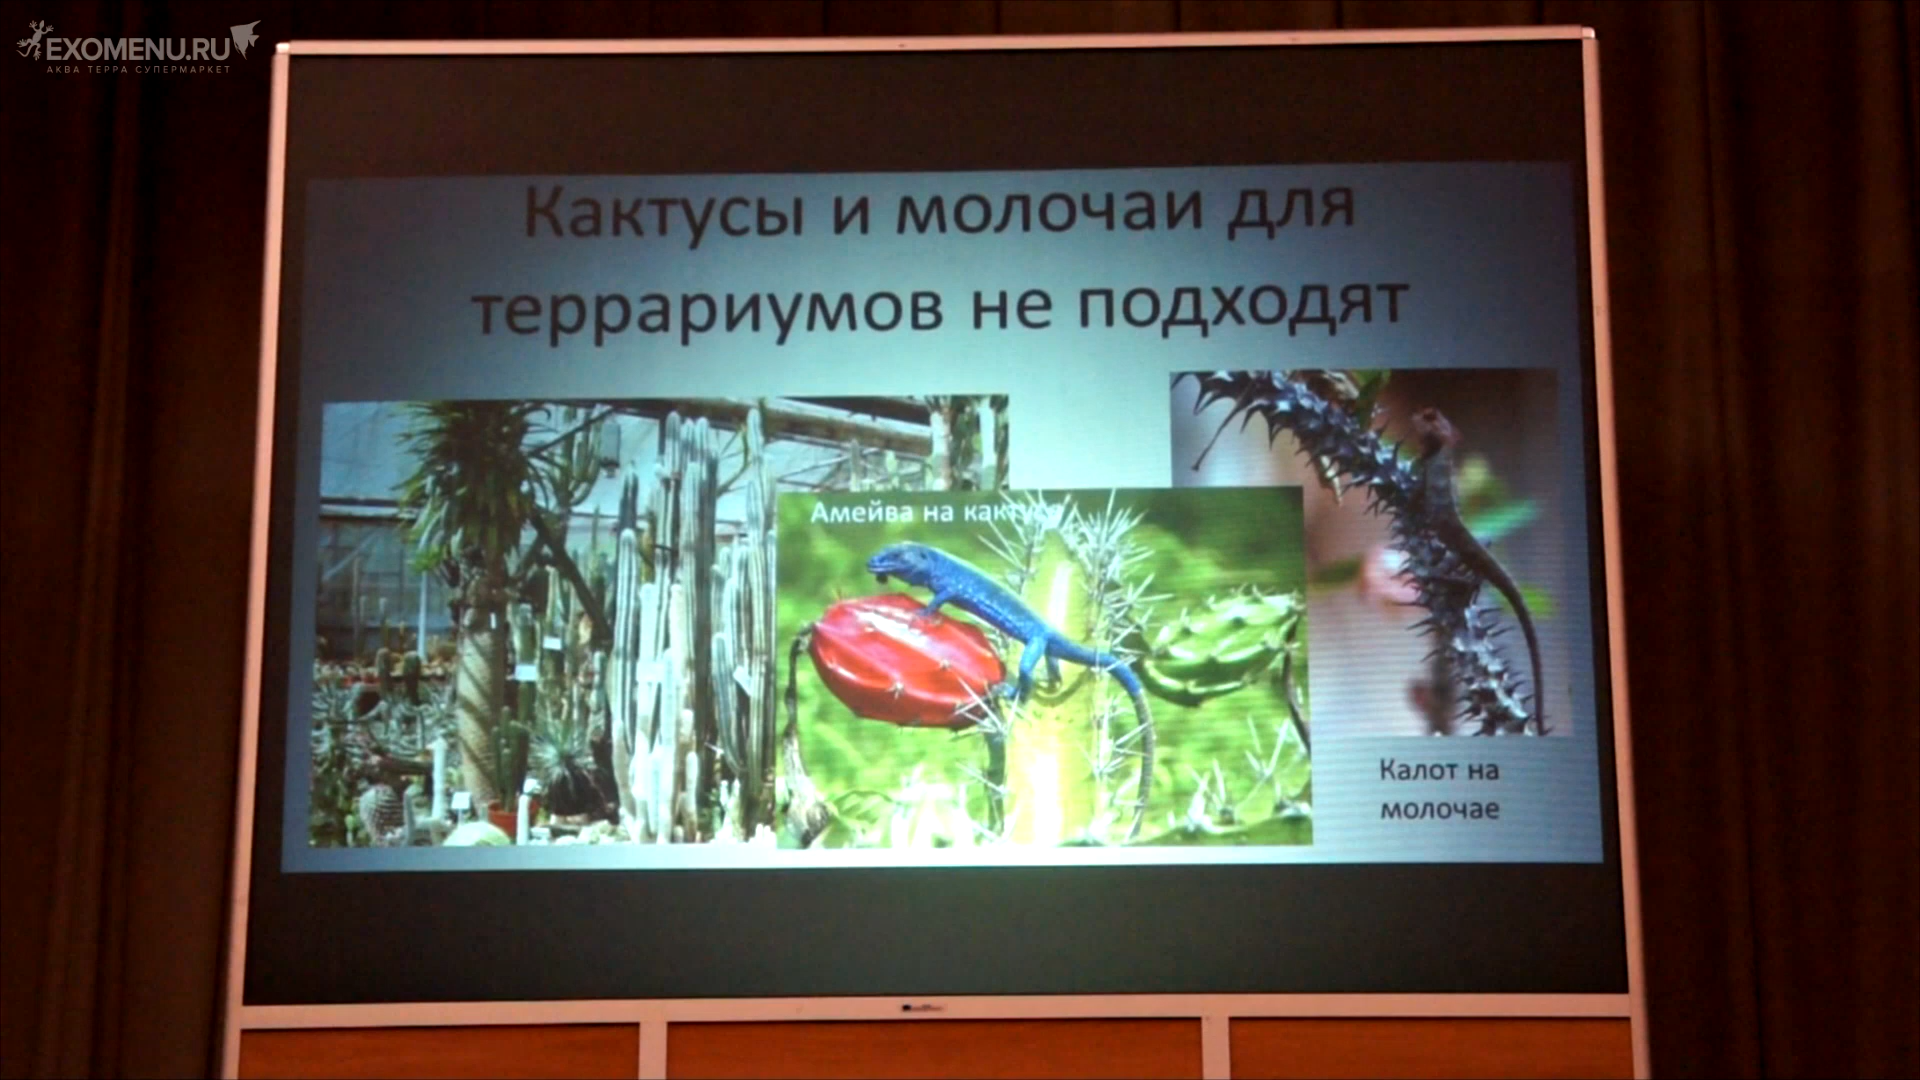 EXOMENU.RU
АКВА ТЕРРА СУПЕРМАРКЕТ
Кактусы и молочаи для
террариумов не подходят
Амейва на кактусе
Калот на
молочае